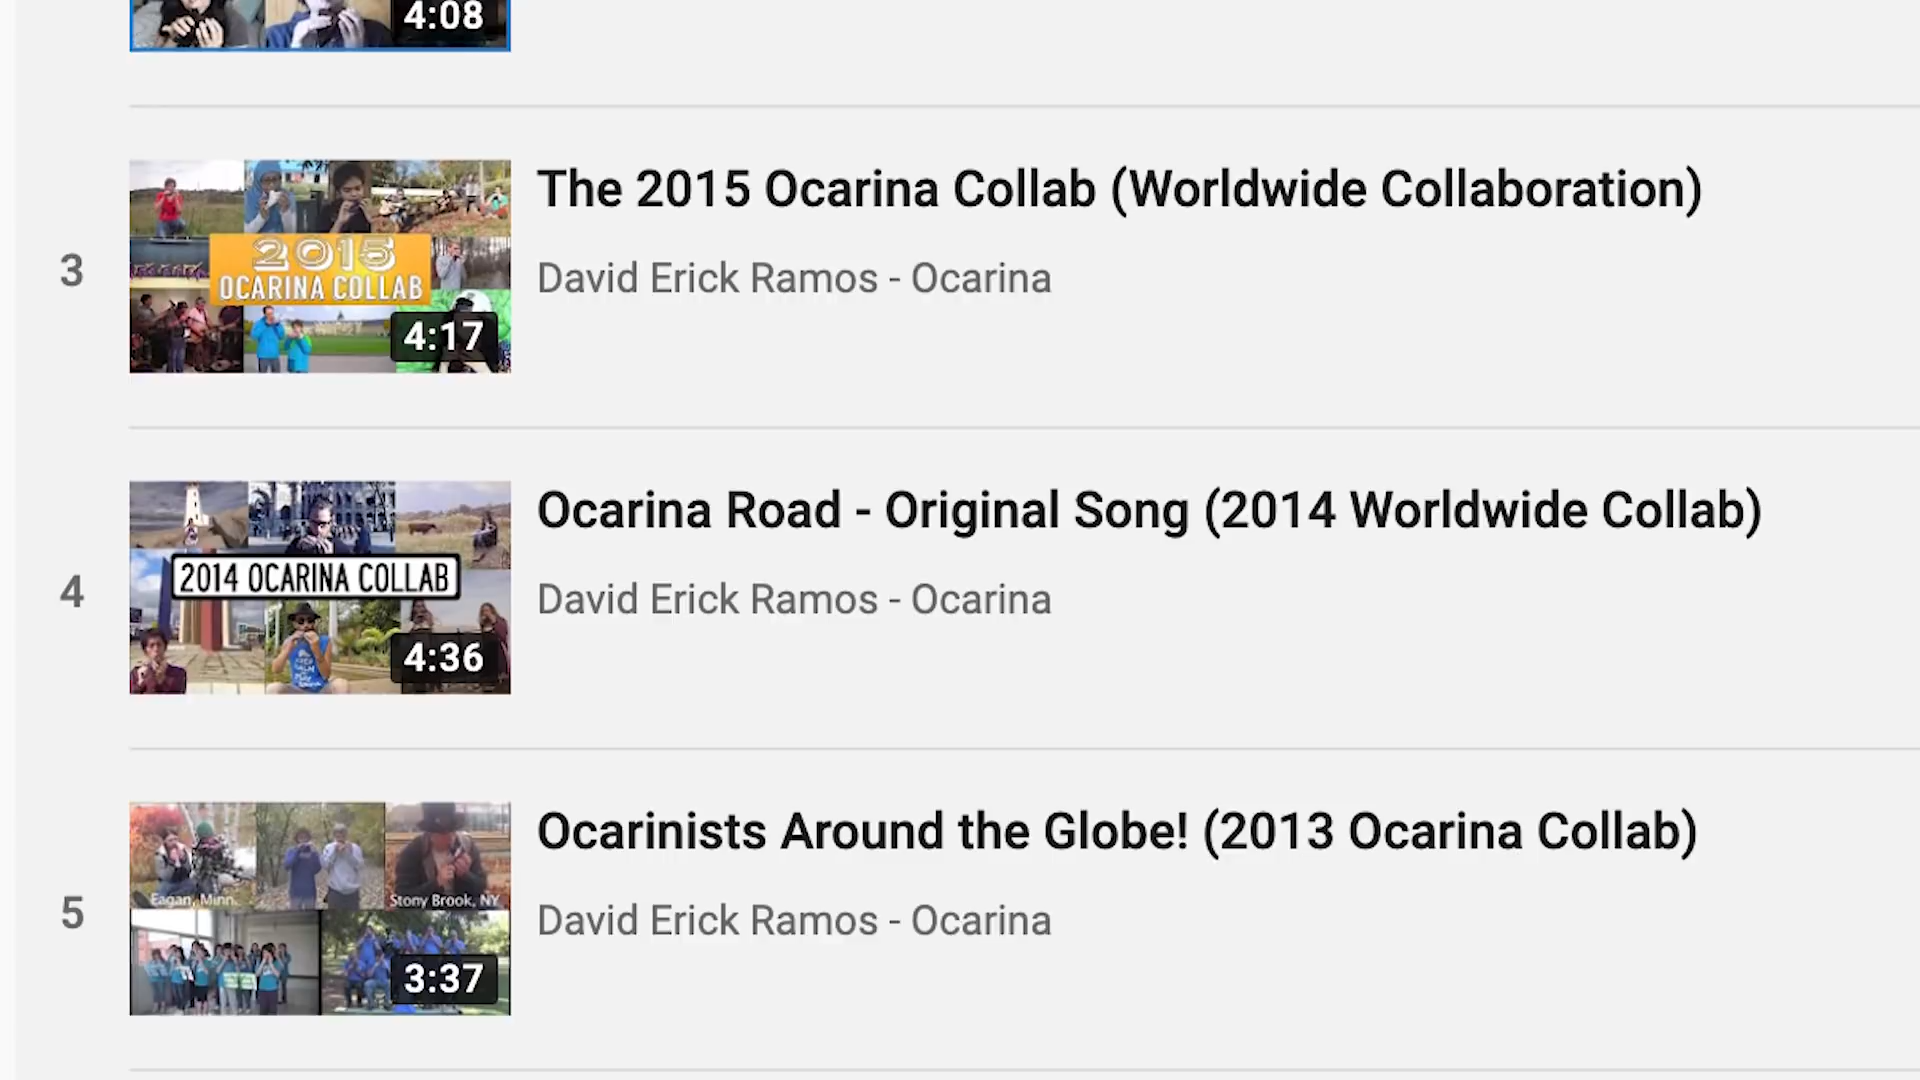 4:08
3
2015
OCARINA COLLAB
4:17
The 2015 Ocarina Collab (Worldwide Collaboration)
David Erick Ramos - Ocarina
4
2014 OCARINA COLLAB
4:36
Ocarina Road - Original Song (2014 Worldwide Collab)
David Erick Ramos - Ocarina
5
Eagan, Minn.
Stony Brook, NY
3:37
Ocarinists Around the Globe! (2013 Ocarina Collab)
David Erick Ramos - Ocarina